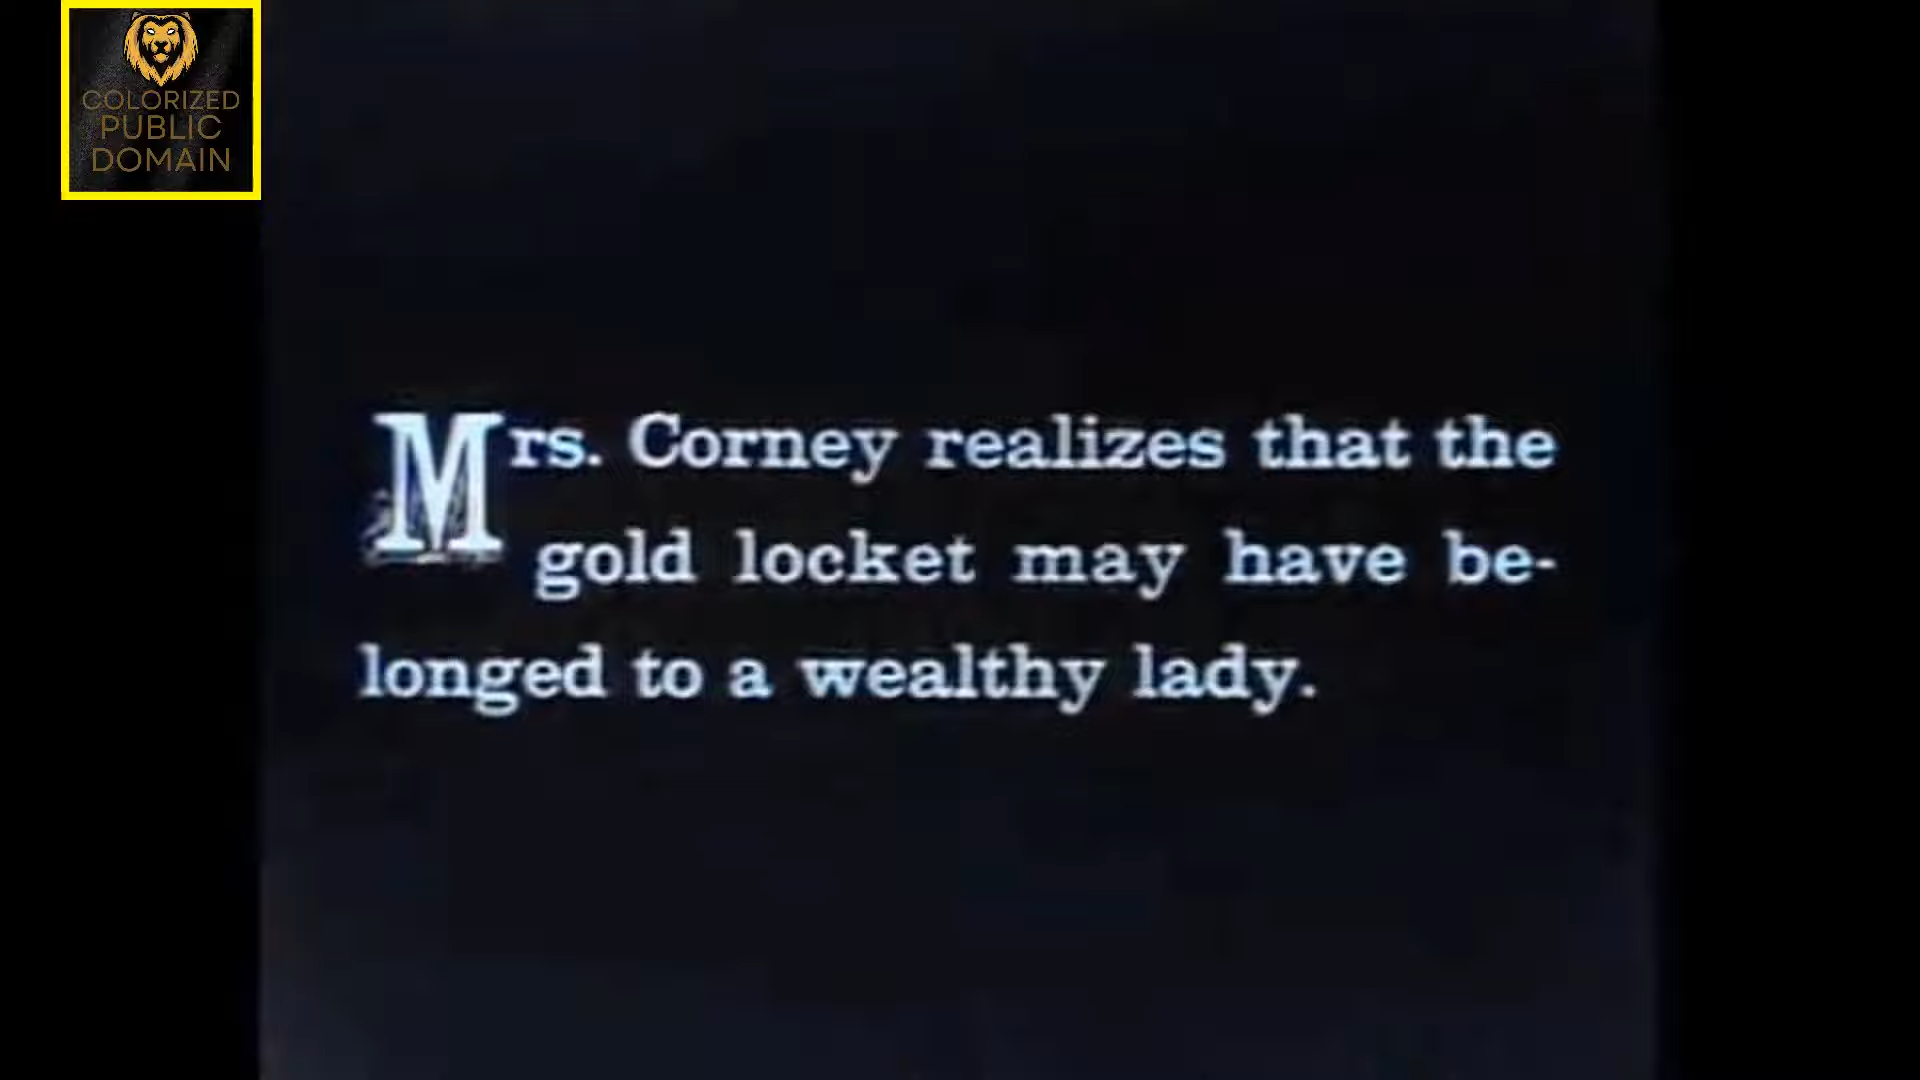 COLORIZED
PUBLIC
DOMAIN
Mrs. Corney realizes that the
gold locket may have be-
longed to a wealthy lady.